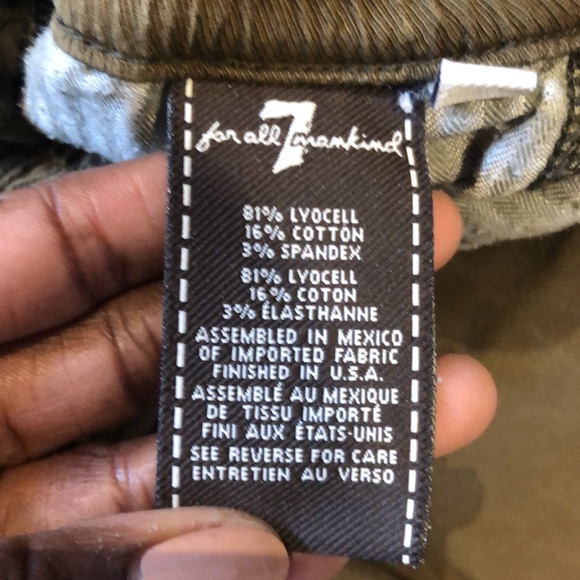 7 for all mankind
81% LYOCELL
16% COTTON
3% SPANDEX
81% LYOCELL
16% COTON
3% ÉLASTHANNE
ASSEMBLED IN MEXICO
OF IMPORTED FABRIC
FINISHED IN U.S.A.
ASSEMBLÉ AU MEXIQUE
DE TISSU IMPORTÉ
FINI AUX ÉTATS-UNIS
SEE REVERSE FOR CARE
ENTRETIEN AU VERSO